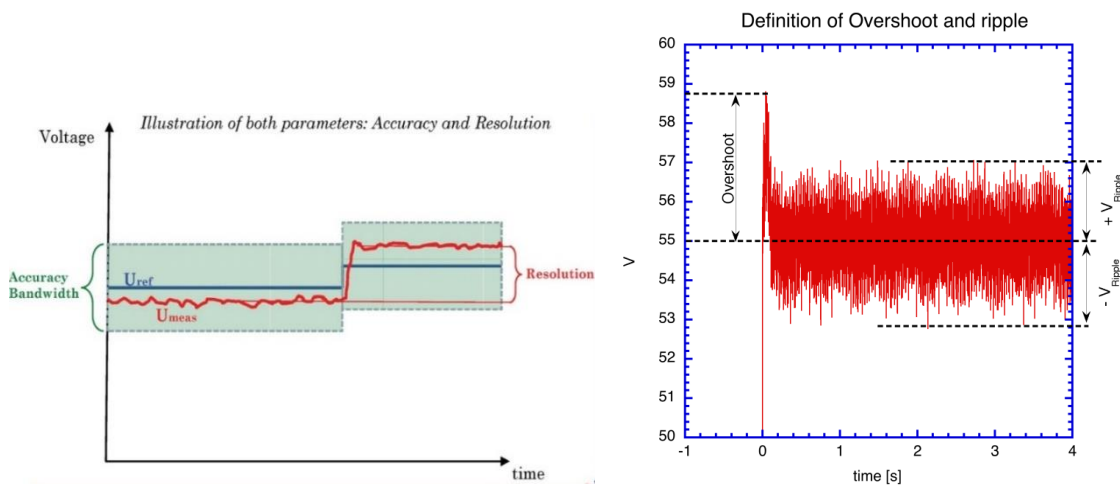 Illustration of both parameters: Accuracy and Resolution
Voltage
Accuracy
Bandwidth
Uref
Umeas
Resolution
time
Definition of Overshoot and ripple
60
59
58
57
56
55
54
53
52
51
50
V
Overshoot
+ VRipple
- VRipple
-1
0
1
2
3
4
time [s]